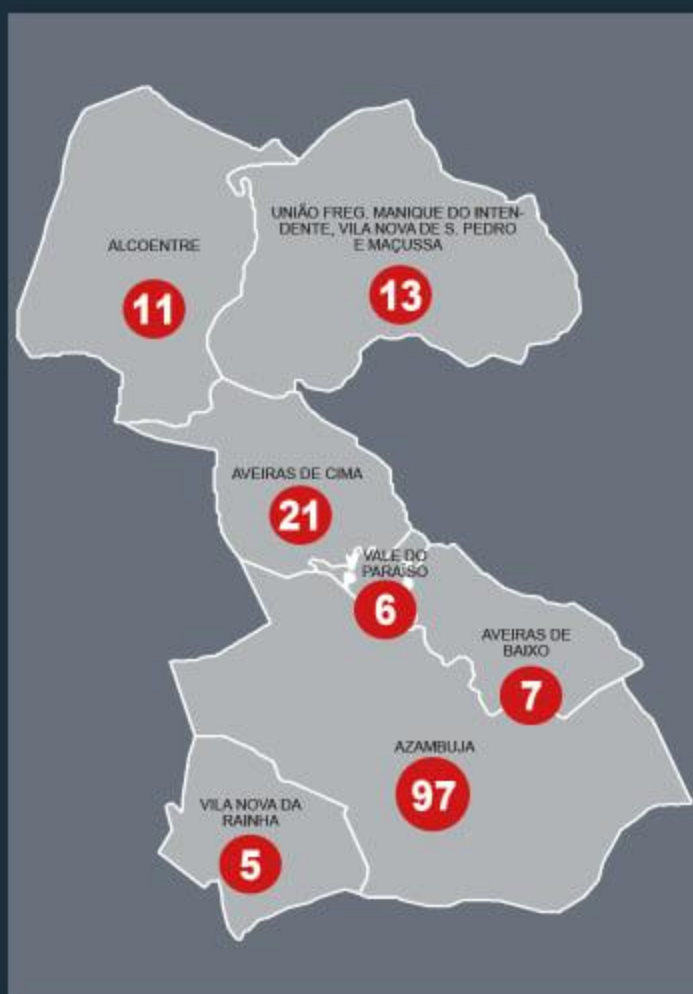 ALCOENTRE
11
UNIÃO FREG. MANIQUE DO INTEN-
DENTE, VILA NOVA DE S. PEDRO
E MAÇUSSA
13
AVEIRAS DE CIMA
21
VALE DO
PARAÍSO
6
AVEIRAS DE
BAIXO
7
AZAMBUJA
97
VILA NOVA DA
RAINHA
5